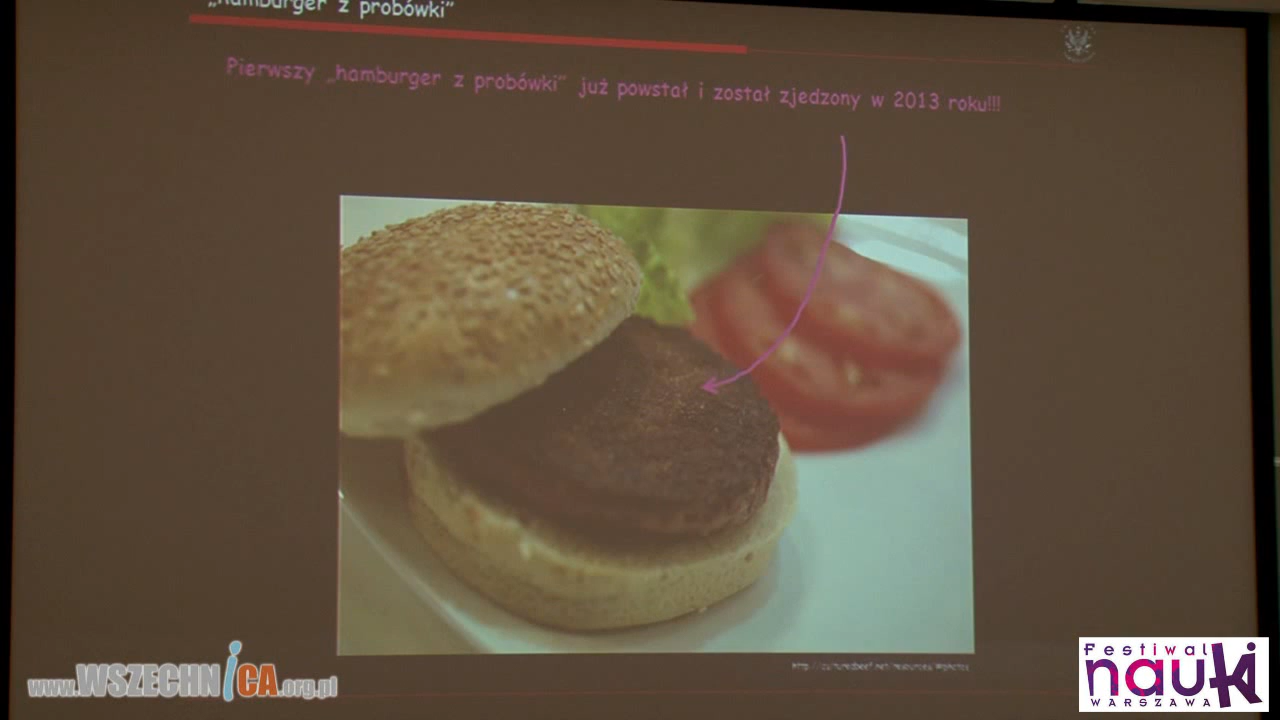 „hamburger z probówki”
Pierwszy „hamburger z probówki” już powstał i został zjedzony w 2013 roku!!!
www.WSZECHNICA.org.pl
Festiwal
nauki
WARSZAWA